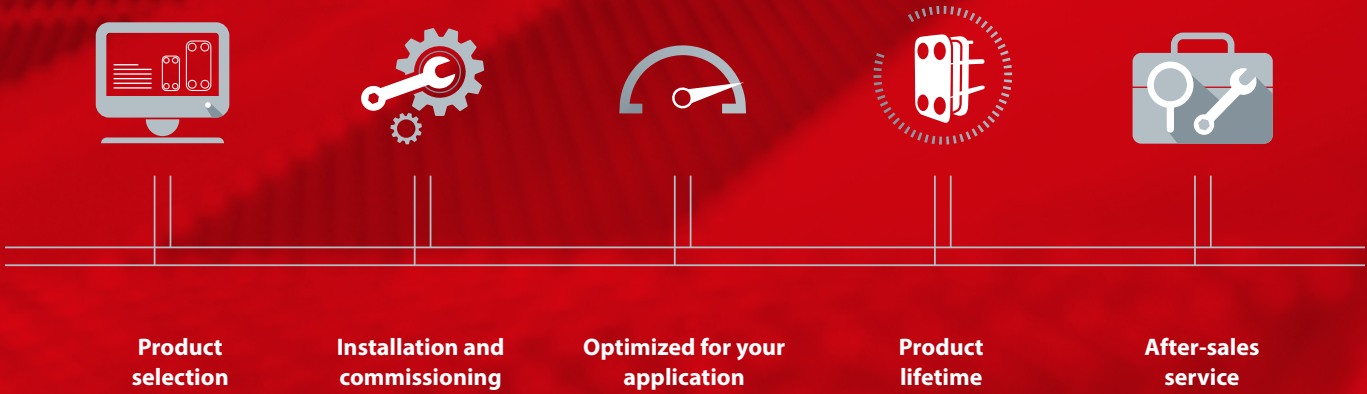 Product
selection
Installation and
commissioning
Optimized for your
application
Product
lifetime
After-sales
service